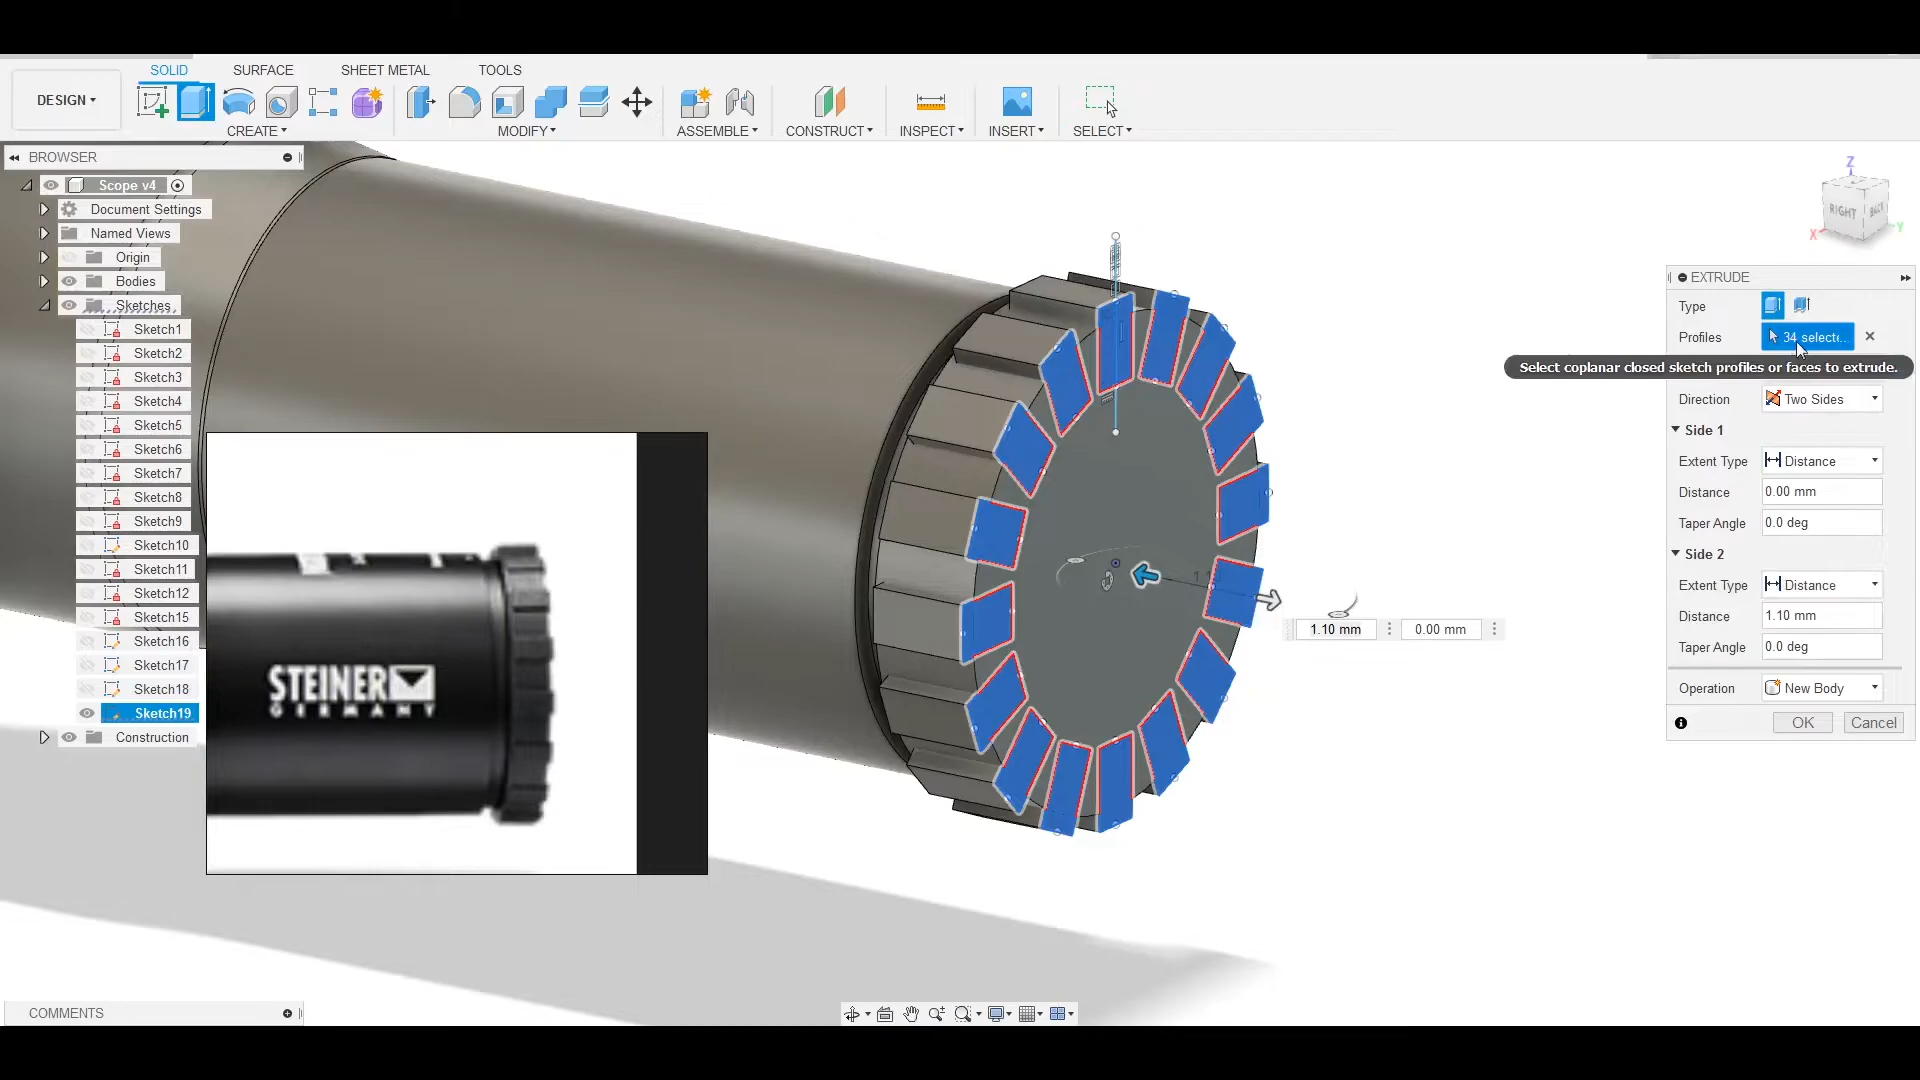 SOLID SURFACE SHEET METAL TOOLS
DESIGN
CREATE MODIFY ASSEMBLE CONSTRUCT INSPECT INSERT SELECT
BROWSER
Scope v4
Document Settings
Named Views
Origin
Bodies
Sketches
Sketch1
Sketch2
Sketch3
Sketch4
Sketch5
Sketch6
Sketch7
Sketch8
Sketch9
Sketch10
Sketch11
Sketch12
Sketch15
Sketch16
Sketch17
Sketch18
Sketch19
Construction
STEINER
GERMANY
1.10 mm 0.00 mm
Z
RIGHT BACK
X Y
EXTRUDE
Type
Profiles 34 selecte...
Select coplanar closed sketch profiles or faces to extrude.
Direction Two Sides
Side 1
Extent Type Distance
Distance 0.00 mm
Taper Angle 0.0 deg
Side 2
Extent Type Distance
Distance 1.10 mm
Taper Angle 0.0 deg
Operation New Body
OK Cancel
COMMENTS